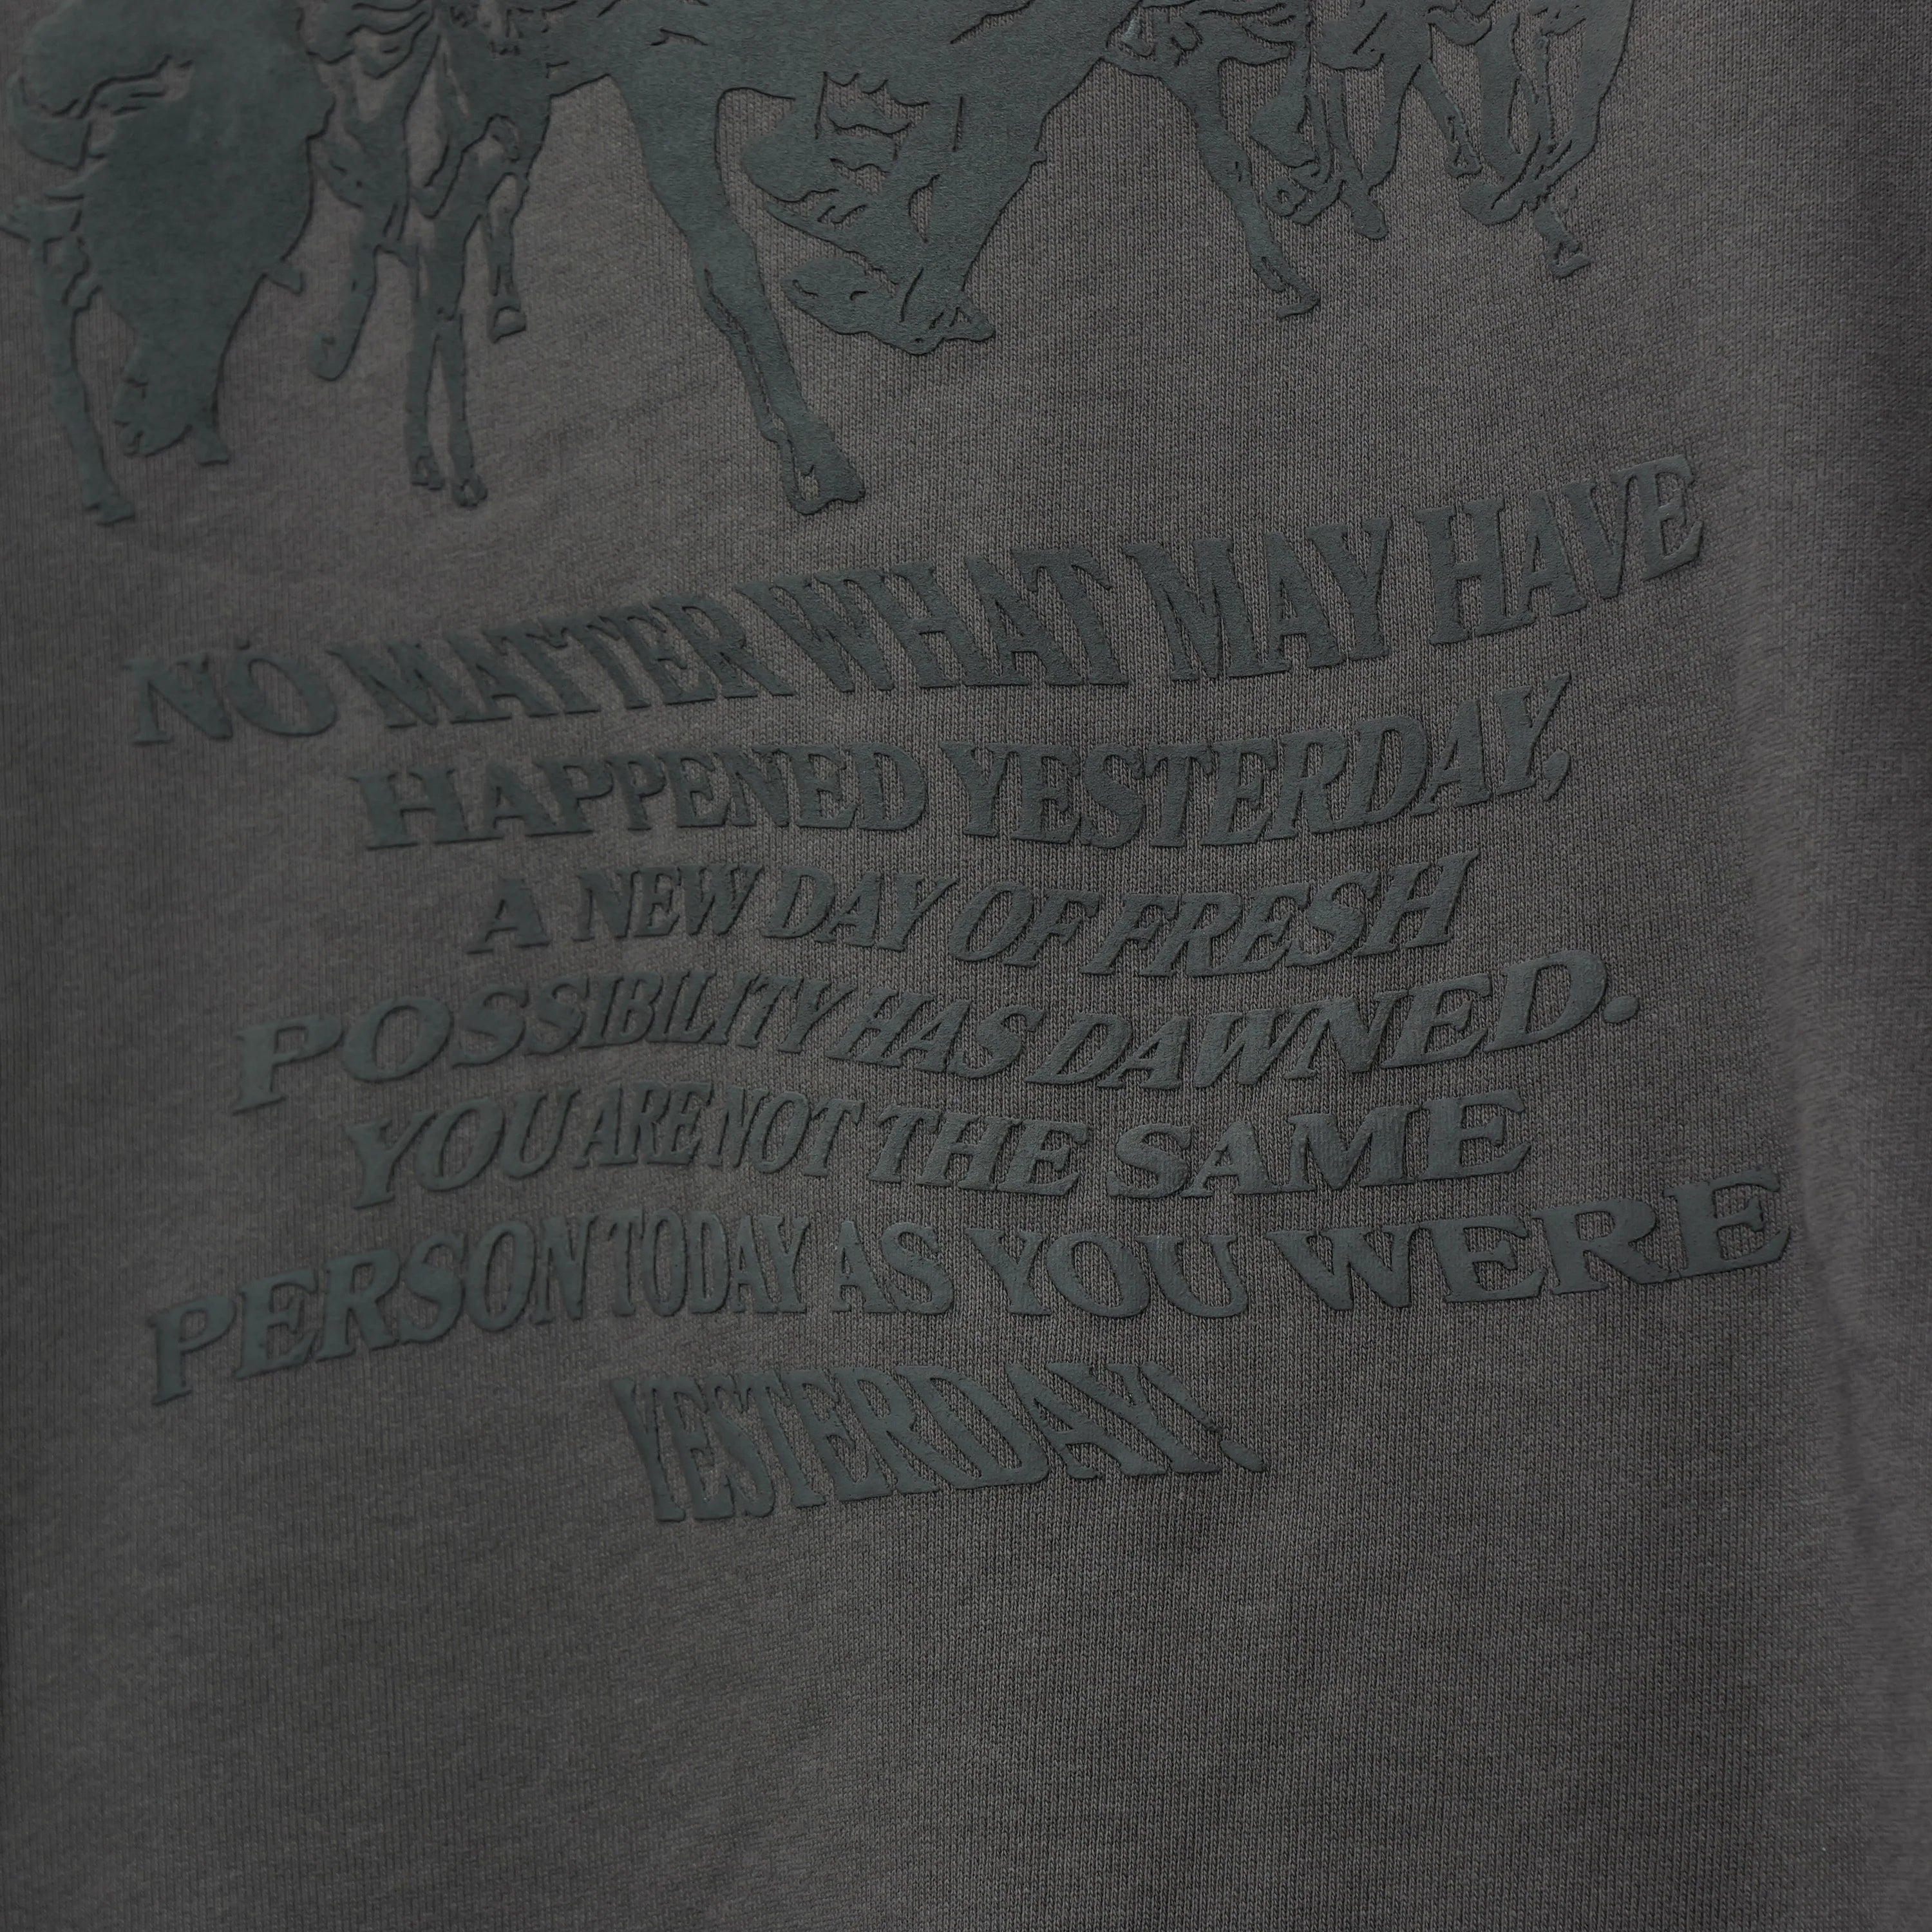 NO MATTER WHAT MAY HAVE
HAPPENED YESTERDAY,
A NEW DAY OF FRESH
POSSIBILITY HAS DAWNED.
YOU ARE NOT THE SAME
PERSON TODAY AS YOU WERE
YESTERDAY!